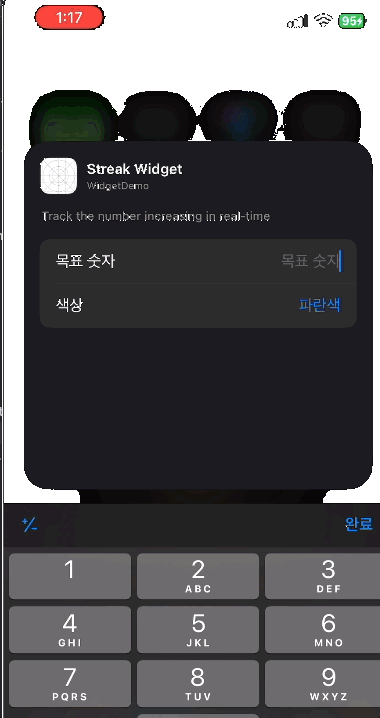 1:17
95
Streak Widget
WidgetDemo
Track the number increasing in real-time
목표 숫자 목표 숫자
색상 파란색
+/- 완료
1 2 3
ABC DEF
4 5 6
GHI JKL MNO
7 8 9
PQRS TUV WXYZ